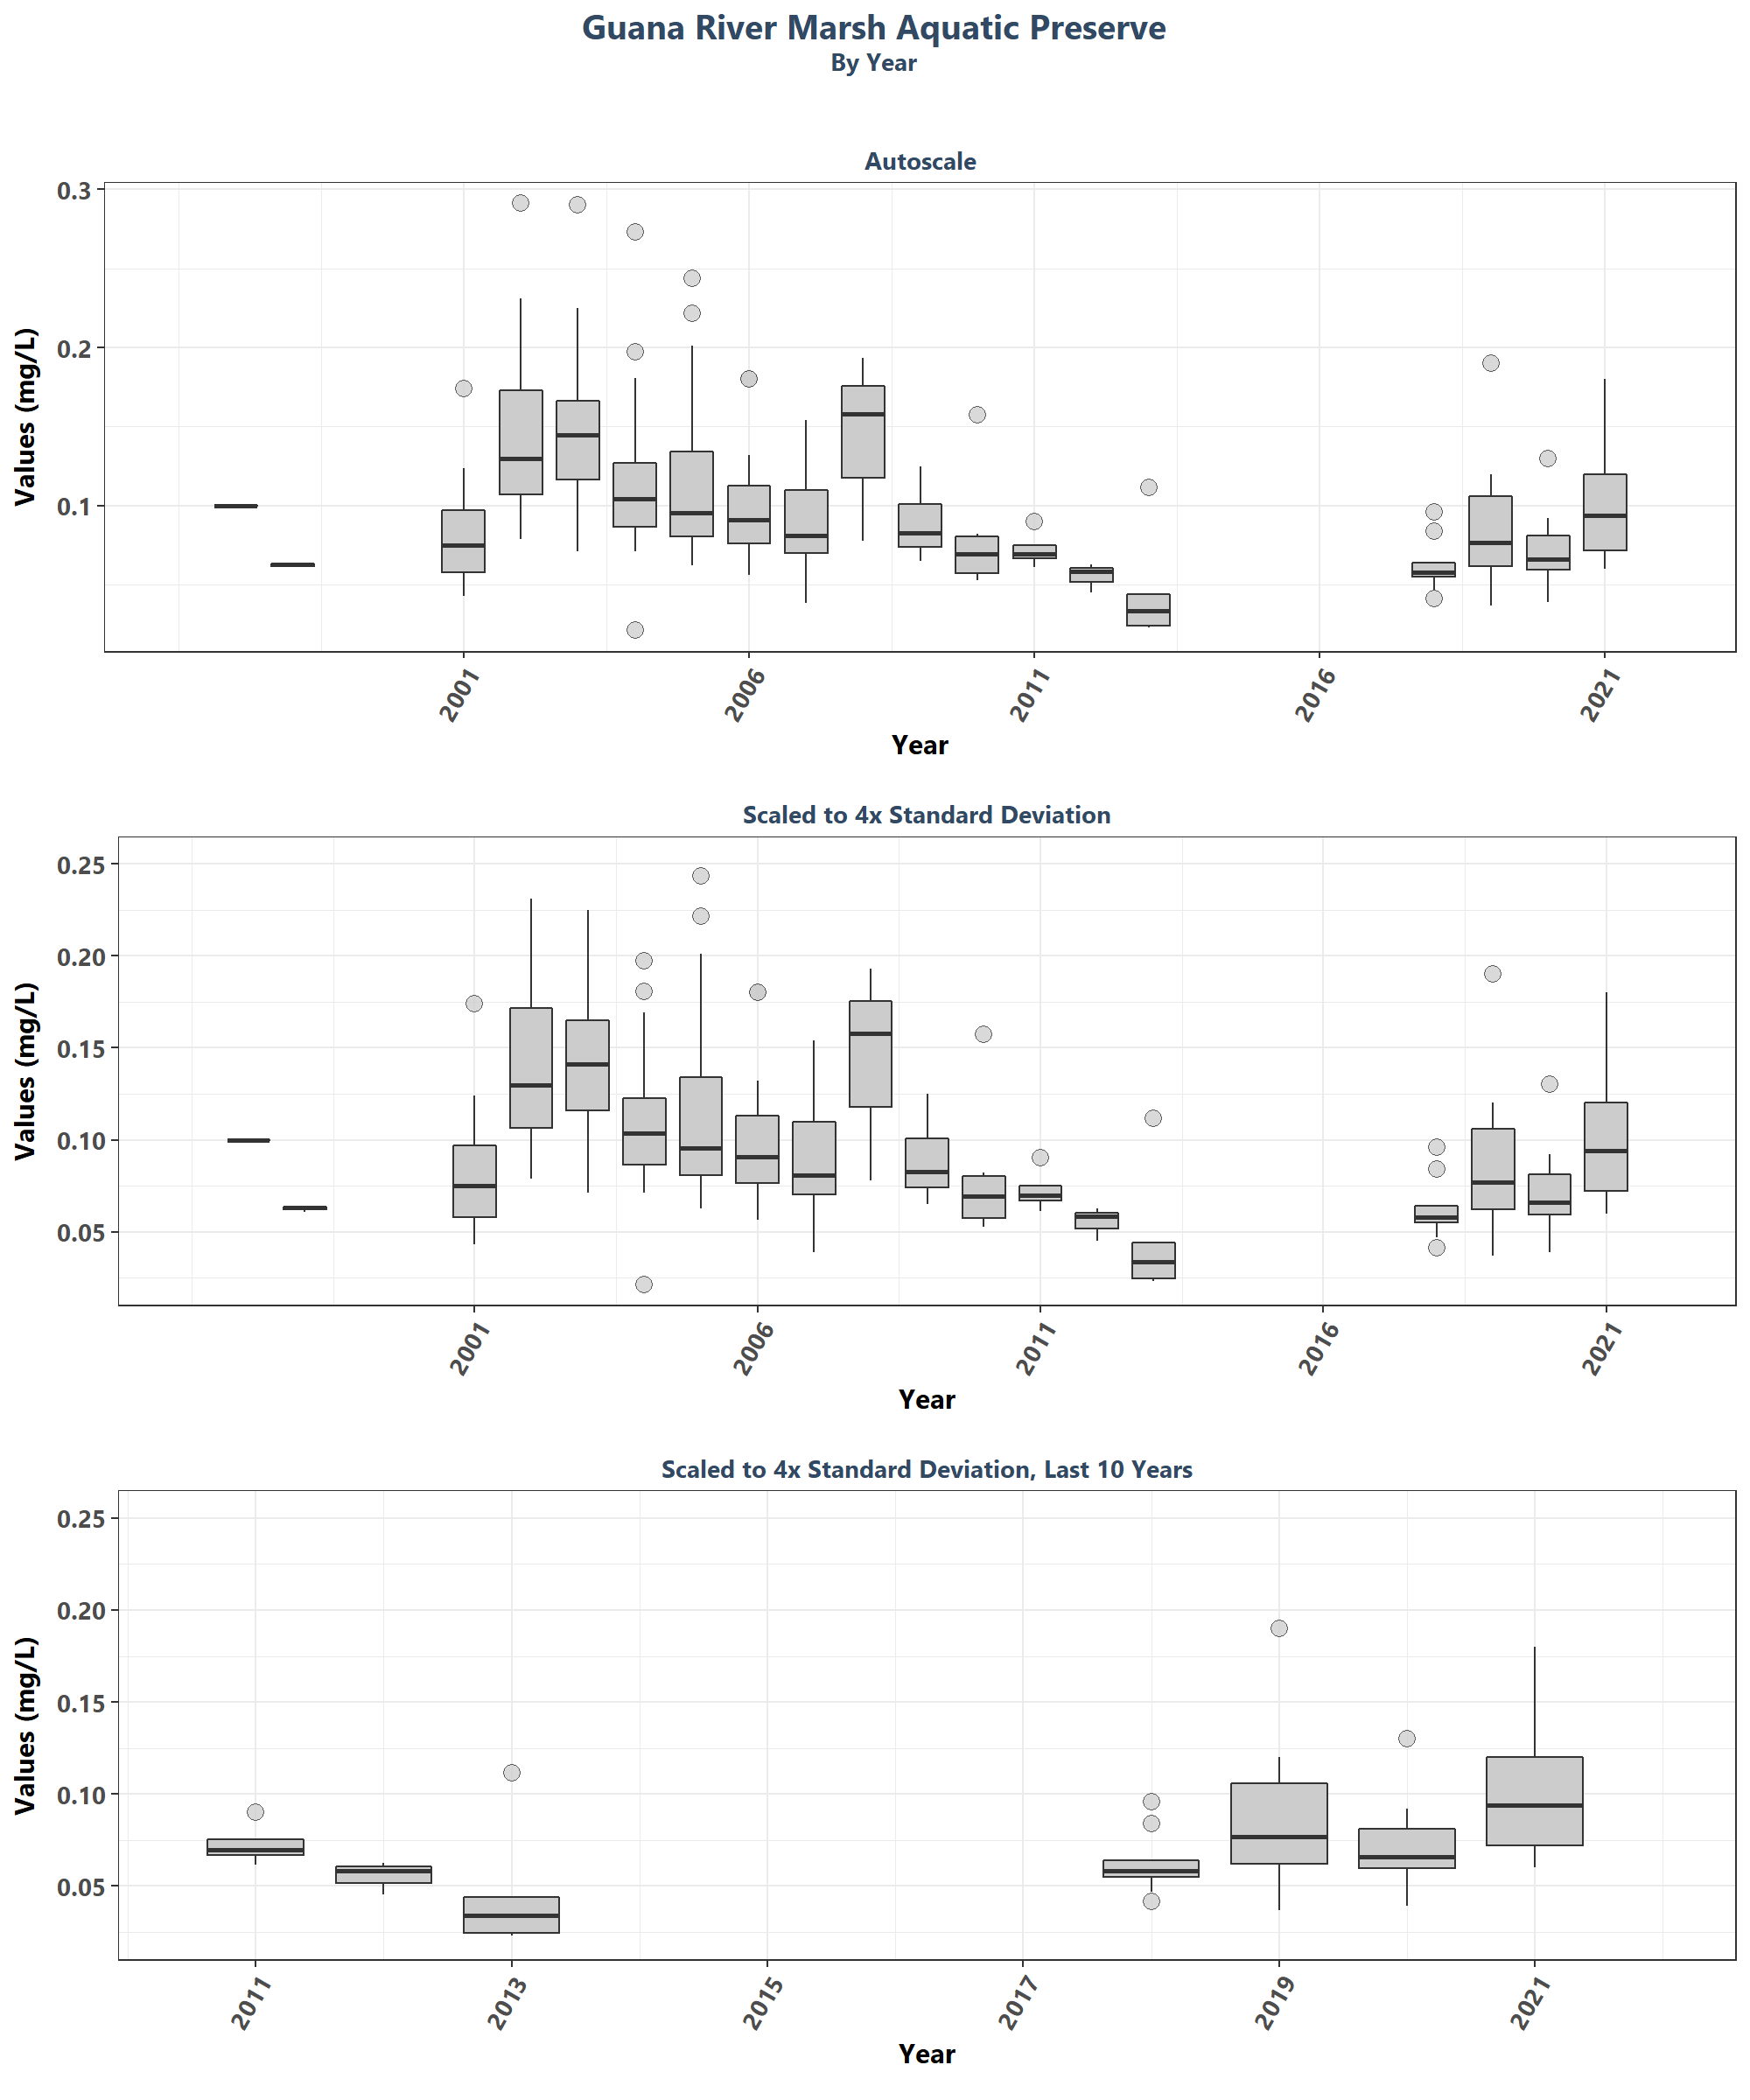 Guana River Marsh Aquatic Preserve
By Year
Autoscale
Values (mg/L)
0.3
0.2
0.1
2001 2006 2011 2016 2021
Year
Scaled to 4x Standard Deviation
Values (mg/L)
0.25
0.20
0.15
0.10
0.05
2001 2006 2011 2016 2021
Year
Scaled to 4x Standard Deviation, Last 10 Years
Values (mg/L)
0.25
0.20
0.15
0.10
0.05
2011 2013 2015 2017 2019 2021
Year